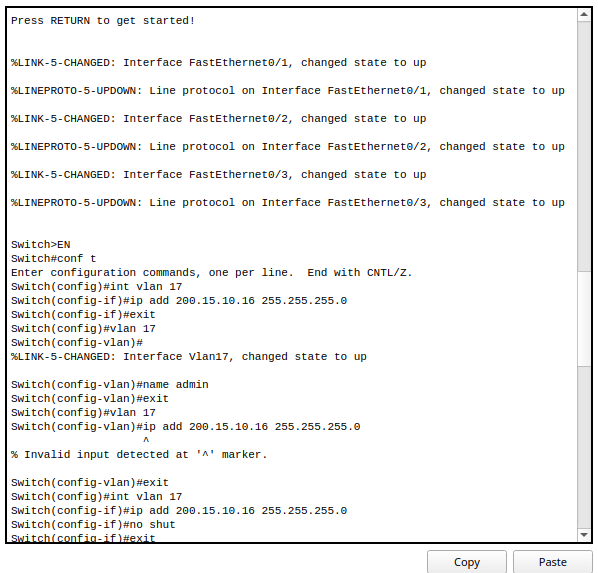 Press RETURN to get started!
%LINK-5-CHANGED: Interface FastEthernet0/1, changed state to up
%LINEPROTO-5-UPDOWN: Line protocol on Interface FastEthernet0/1, changed state to up
%LINK-5-CHANGED: Interface FastEthernet0/2, changed state to up
%LINEPROTO-5-UPDOWN: Line protocol on Interface FastEthernet0/2, changed state to up
%LINK-5-CHANGED: Interface FastEthernet0/3, changed state to up
%LINEPROTO-5-UPDOWN: Line protocol on Interface FastEthernet0/3, changed state to up
Switch>EN
Switch#conf t
Enter configuration commands, one per line.  End with CNTL/Z.
Switch(config)#int vlan 17
Switch(config-if)#ip add 200.15.10.16 255.255.255.0
Switch(config-if)#exit
Switch(config)#vlan 17
Switch(config-vlan)#
%LINK-5-CHANGED: Interface Vlan17, changed state to up
Switch(config-vlan)#name admin
Switch(config-vlan)#exit
Switch(config)#vlan 17
Switch(config-vlan)#ip add 200.15.10.16 255.255.255.0
^
% Invalid input detected at '^' marker.
Switch(config-vlan)#exit
Switch(config)#int vlan 17
Switch(config-if)#ip add 200.15.10.16 255.255.255.0
Switch(config-if)#no shut
Switch(config-if)#exit
Copy
Paste